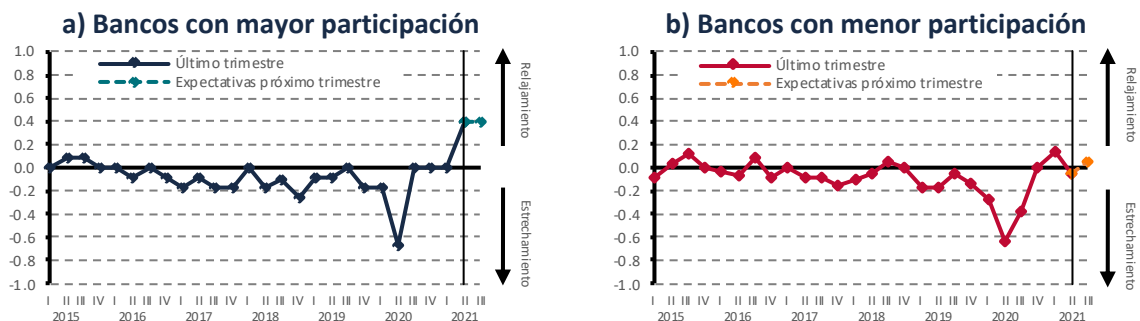 a) Bancos con mayor participación
1.0
0.8
0.6
0.4
0.2
0.0
-0.2
-0.4
-0.6
-0.8
-1.0
Último trimestre
Expectativas próximo trimestre
Relajamiento
Estrechamiento
I II III IV I II III IV I II III IV I II III IV I II III IV I II III IV I II III
2015 2016 2017 2018 2019 2020 2021
b) Bancos con menor participación
1.0
0.8
0.6
0.4
0.2
0.0
-0.2
-0.4
-0.6
-0.8
-1.0
Último trimestre
Expectativas próximo trimestre
Relajamiento
Estrechamiento
I II III IV I II III IV I II III IV I II III IV I II III IV I II III IV I II III
2015 2016 2017 2018 2019 2020 2021